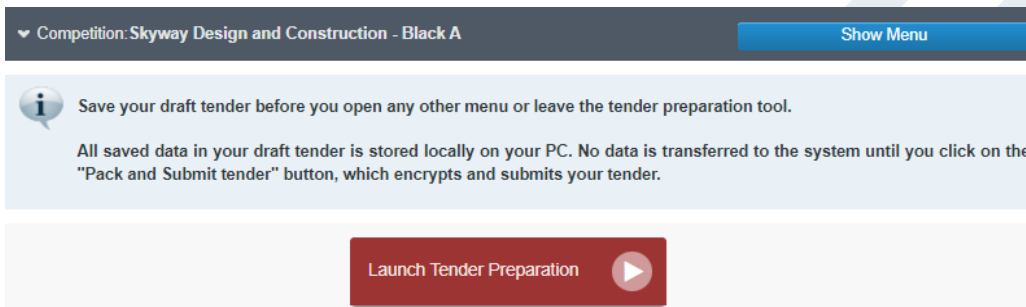 Competition: Skyway Design and Construction - Black A
Show Menu
Save your draft tender before you open any other menu or leave the tender preparation tool.
All saved data in your draft tender is stored locally on your PC. No data is transferred to the system until you click on the
"Pack and Submit tender" button, which encrypts and submits your tender.
Launch Tender Preparation